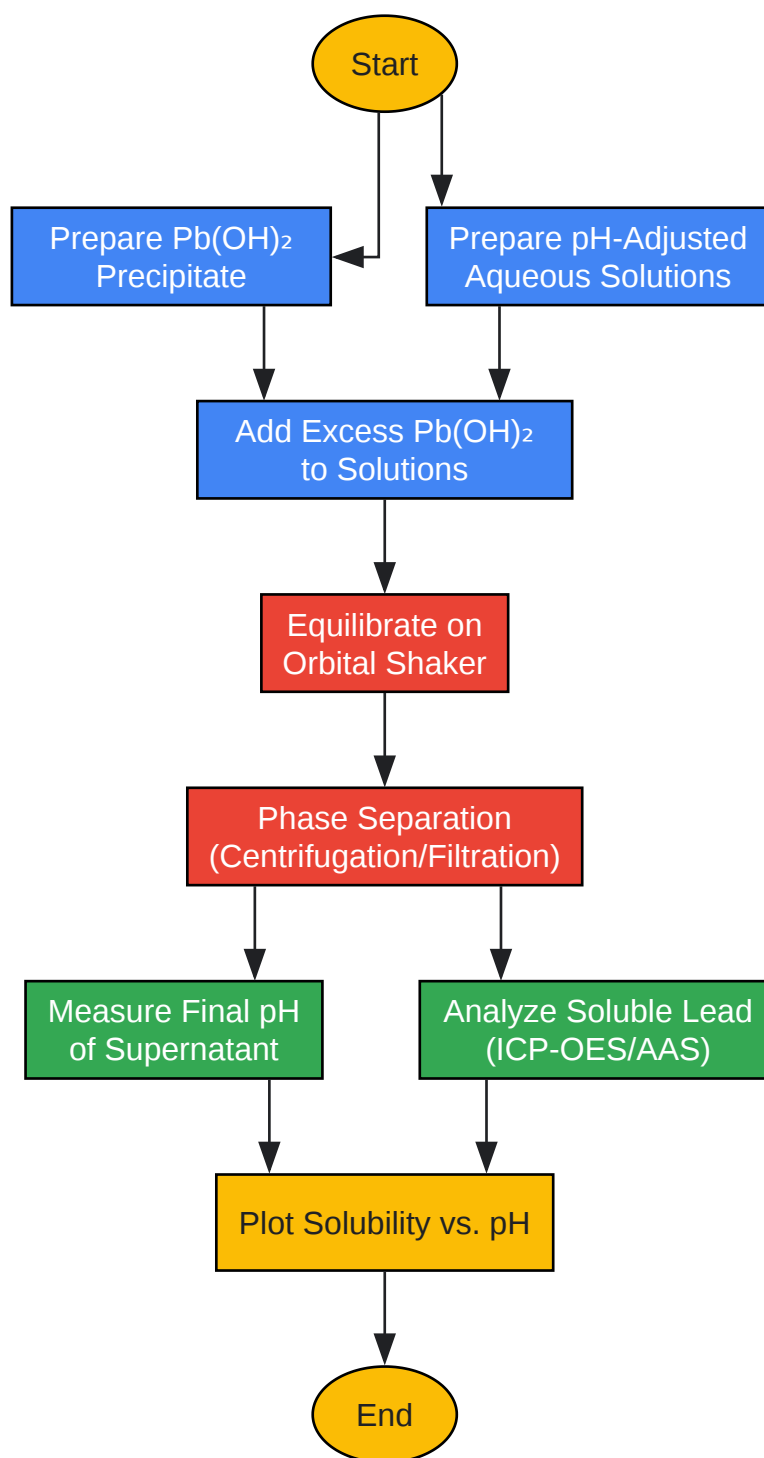 Start
Prepare Pb(OH)₂
Precipitate
Prepare pH-Adjusted
Aqueous Solutions
Add Excess Pb(OH)₂
to Solutions
Equilibrate on
Orbital Shaker
Phase Separation
(Centrifugation/Filtration)
Measure Final pH
of Supernatant
Analyze Soluble Lead
(ICP-OES/AAS)
Plot Solubility vs. pH
End